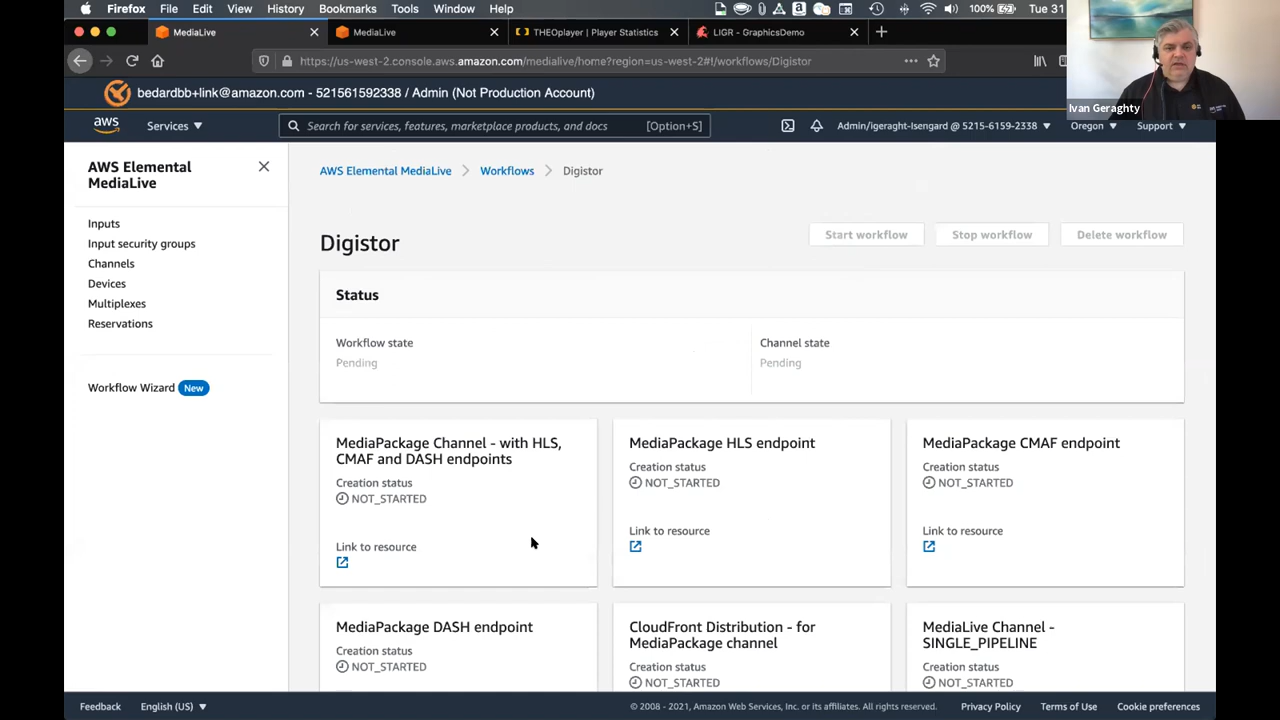 Firefox File Edit View History Bookmarks Tools Window Help 100% Tue 31
MediaLive MediaLive THEOplayer | Player Statistics LIGR - GraphicsDemo
https://us-west-2.console.aws.amazon.com/medialive/home?region=us-west-2#!/workflows/Digistor
Ivan Geraghty
bedardbb+link@amazon.com - 521561592338 / Admin (Not Production Account)
aws Services Search for services, features, marketplace products, and docs [Option+S] Admin/igeraght-Isengard @ 5215-6159-2338 Oregon Support
AWS Elemental
MediaLive
Inputs
Input security groups
Channels
Devices
Multiplexes
Reservations
Workflow Wizard New
AWS Elemental MediaLive > Workflows > Digistor
Digistor
Start workflow Stop workflow Delete workflow
Status
Workflow state
Pending
Channel state
Pending
MediaPackage Channel - with HLS,
CMAF and DASH endpoints
Creation status
NOT_STARTED
Link to resource
MediaPackage HLS endpoint
Creation status
NOT_STARTED
Link to resource
MediaPackage CMAF endpoint
Creation status
NOT_STARTED
Link to resource
MediaPackage DASH endpoint
Creation status
NOT_STARTED
CloudFront Distribution - for
MediaPackage channel
Creation status
NOT_STARTED
MediaLive Channel -
SINGLE_PIPELINE
Creation status
NOT_STARTED
Feedback English (US) © 2008 - 2021, Amazon Web Services, Inc. or its affiliates. All rights reserved. Privacy Policy Terms of Use Cookie preferences